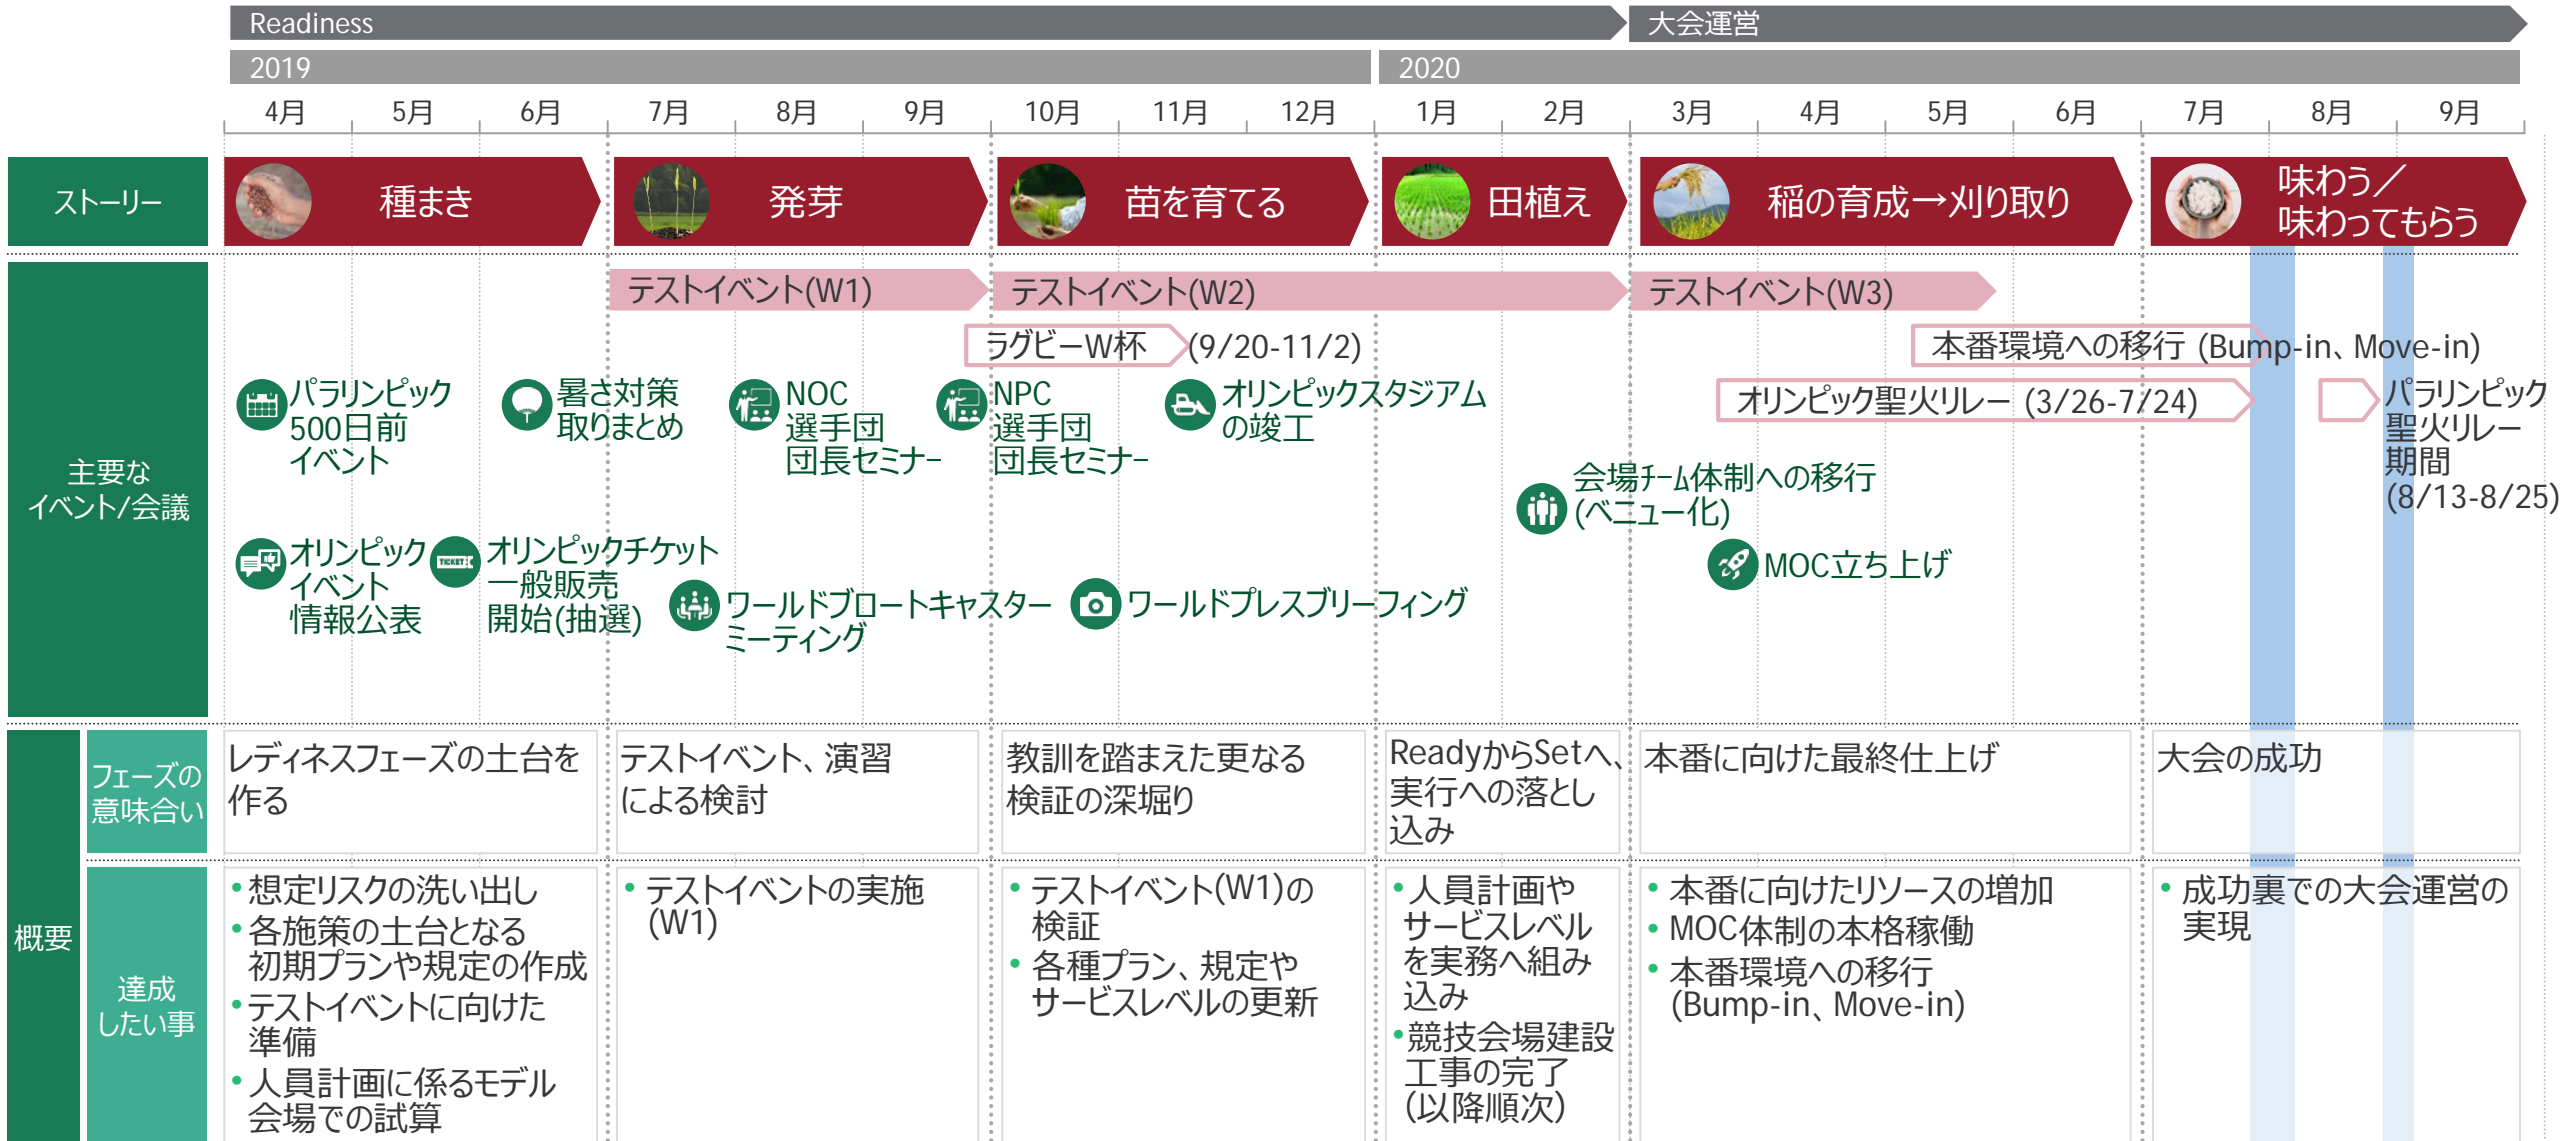 Readiness
大会運営
2019
2020
4月
5月
6月
7月
8月
9月
10月
11月
12月
1月
2月
3月
4月
5月
6月
7月
8月
9月
ストーリー
種まき
発芽
苗を育てる
田植え
稲の育成→刈り取り
味わう／
味わってもらう
主要な
イベント/会議
テストイベント(W1)
テストイベント(W2)
テストイベント(W3)
ラグビーW杯
(9/20-11/2)
本番環境への移行 (Bump-in、Move-in)
オリンピック聖火リレー (3/26-7/24)
パラリンピック
聖火リレー
期間
(8/13-8/25)
パラリンピック
500日前
イベント
暑さ対策
取りまとめ
NOC
選手団
団長セミナー
NPC
選手団
団長セミナー
オリンピックスタジアム
の竣工
会場チーム体制への移行
(ベニュー化)
オリンピック
イベント
情報公表
TICKET
オリンピックチケット
一般販売
開始(抽選)
ワールドブロートキャスター
ミーティング
ワールドプレスブリーフィング
MOC立ち上げ
概要
フェーズの
意味合い
レディネスフェーズの土台を
作る
テストイベント、演習
による検討
教訓を踏まえた更なる
検証の深堀り
ReadyからSetへ、
実行への落とし
込み
本番に向けた最終仕上げ
大会の成功
達成
したい事
•想定リスクの洗い出し
•各施策の土台となる
初期プランや規定の作成
•テストイベントに向けた
準備
•人員計画に係るモデル
会場での試算
•テストイベントの実施
(W1)
•テストイベント(W1)の
検証
•各種プラン、規定や
サービスレベルの更新
•人員計画や
サービスレベル
を実務へ組み
込み
•競技会場建設
工事の完了
(以降順次)
•本番に向けたリソースの増加
•MOC体制の本格稼働
•本番環境への移行
(Bump-in、Move-in)
•成功裏での大会運営の
実現